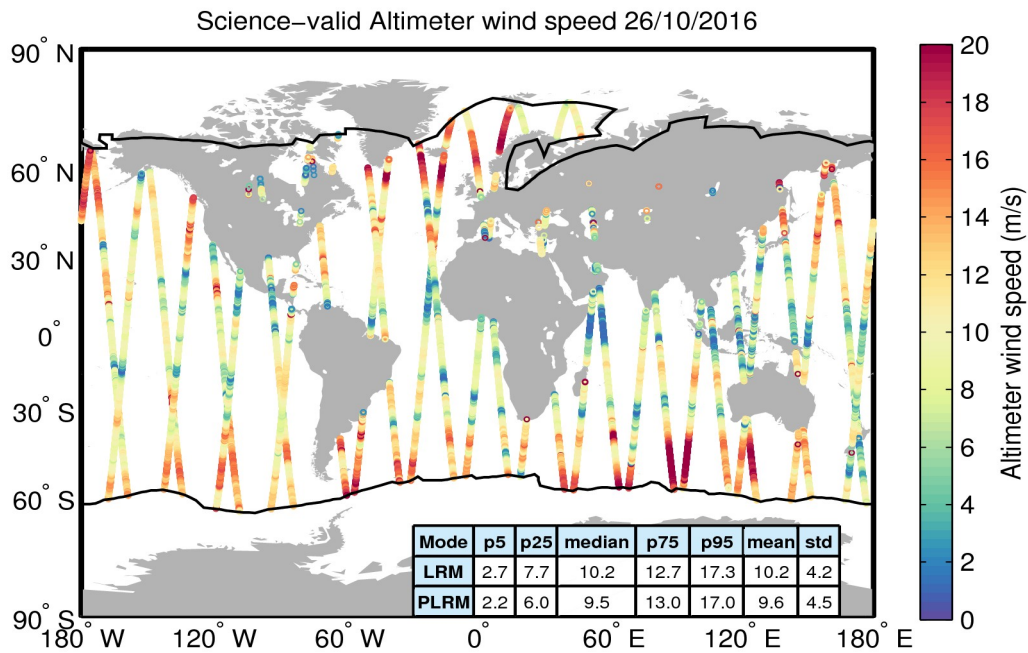 Science−valid Altimeter wind speed 26/10/2016
90° N
60° N
30° N
0°
30° S
60° S
90° S
180° W
120° W
60° W
0°
60° E
120° E
180° E
Mode p5 p25 median p75 p95 mean std
LRM 2.7 7.7 10.2 12.7 17.3 10.2 4.2
PLRM 2.2 6.0 9.5 13.0 17.0 9.6 4.5
20
18
16
14
12
10
8
6
4
2
0
Altimeter wind speed (m/s)